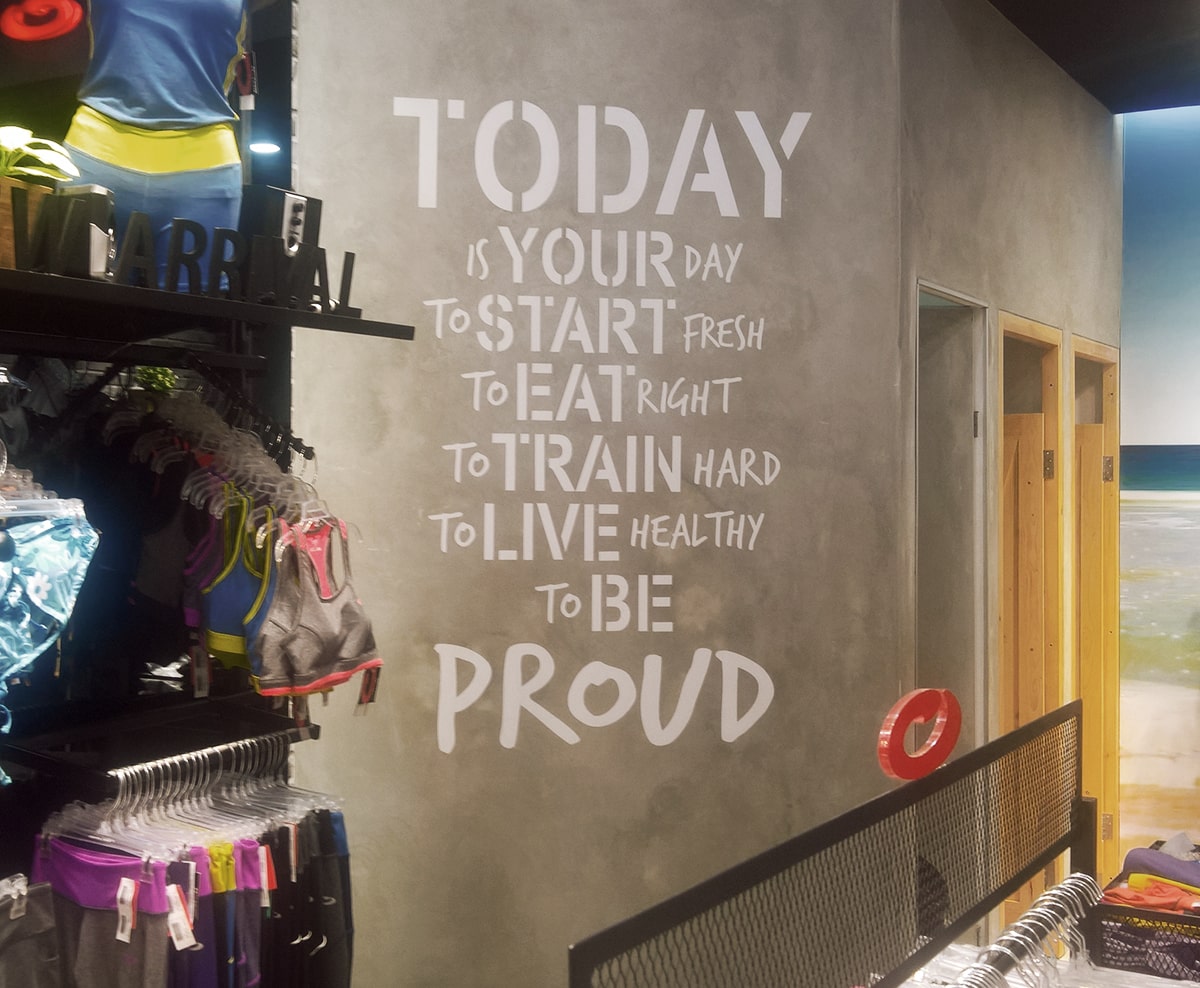 W ARRIVAL
TODAY
IS YOUR DAY
TO START FRESH
TO EAT RIGHT
TO TRAIN HARD
TO LIVE HEALTHY
TO BE
PROUD